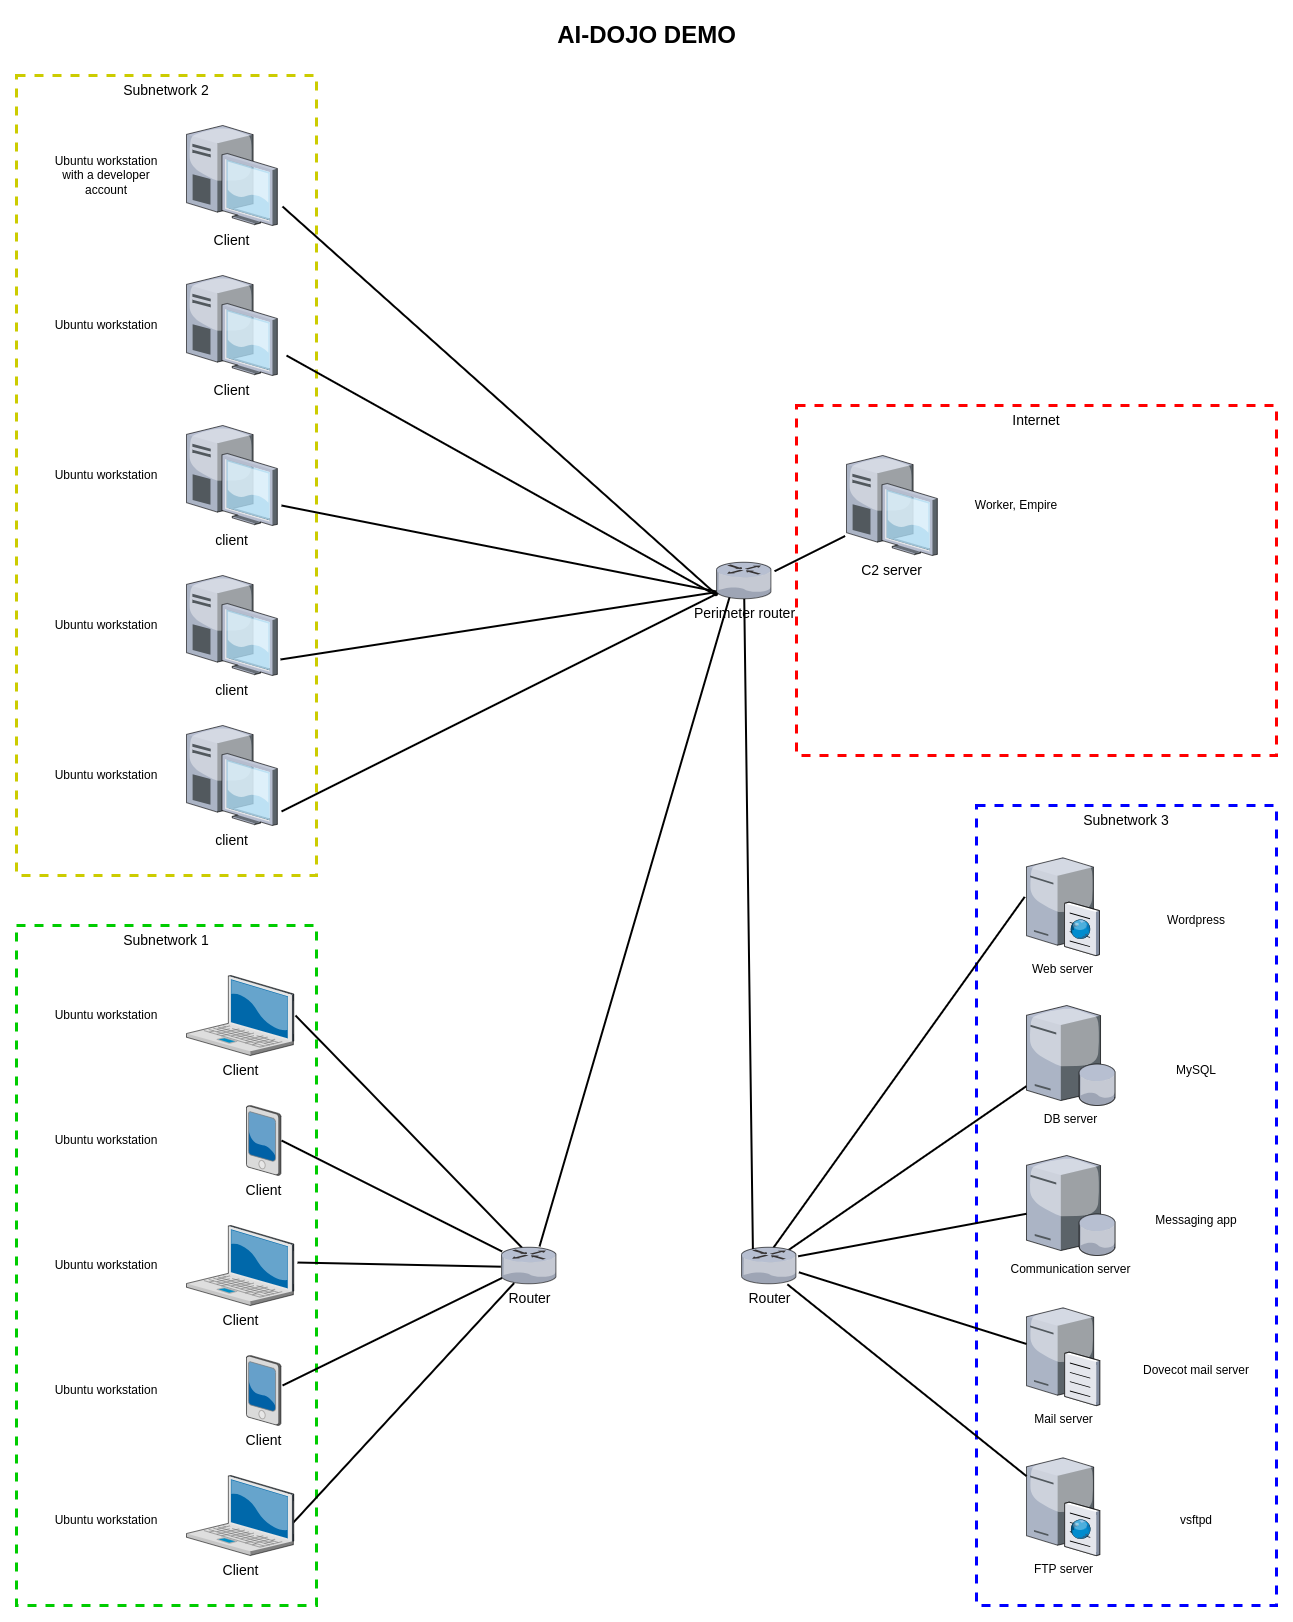 AI-DOJO DEMO
Subnetwork 2
Ubuntu workstation
with a developer
account
Client
Ubuntu workstation
Client
Ubuntu workstation
client
Ubuntu workstation
client
Ubuntu workstation
client
Perimeter router
Internet
Worker, Empire
C2 server
Subnetwork 1
Ubuntu workstation
Client
Ubuntu workstation
Client
Ubuntu workstation
Client
Ubuntu workstation
Client
Ubuntu workstation
Client
Router
Router
Subnetwork 3
Wordpress
Web server
MySQL
DB server
Messaging app
Communication server
Dovecot mail server
Mail server
vsftpd
FTP server